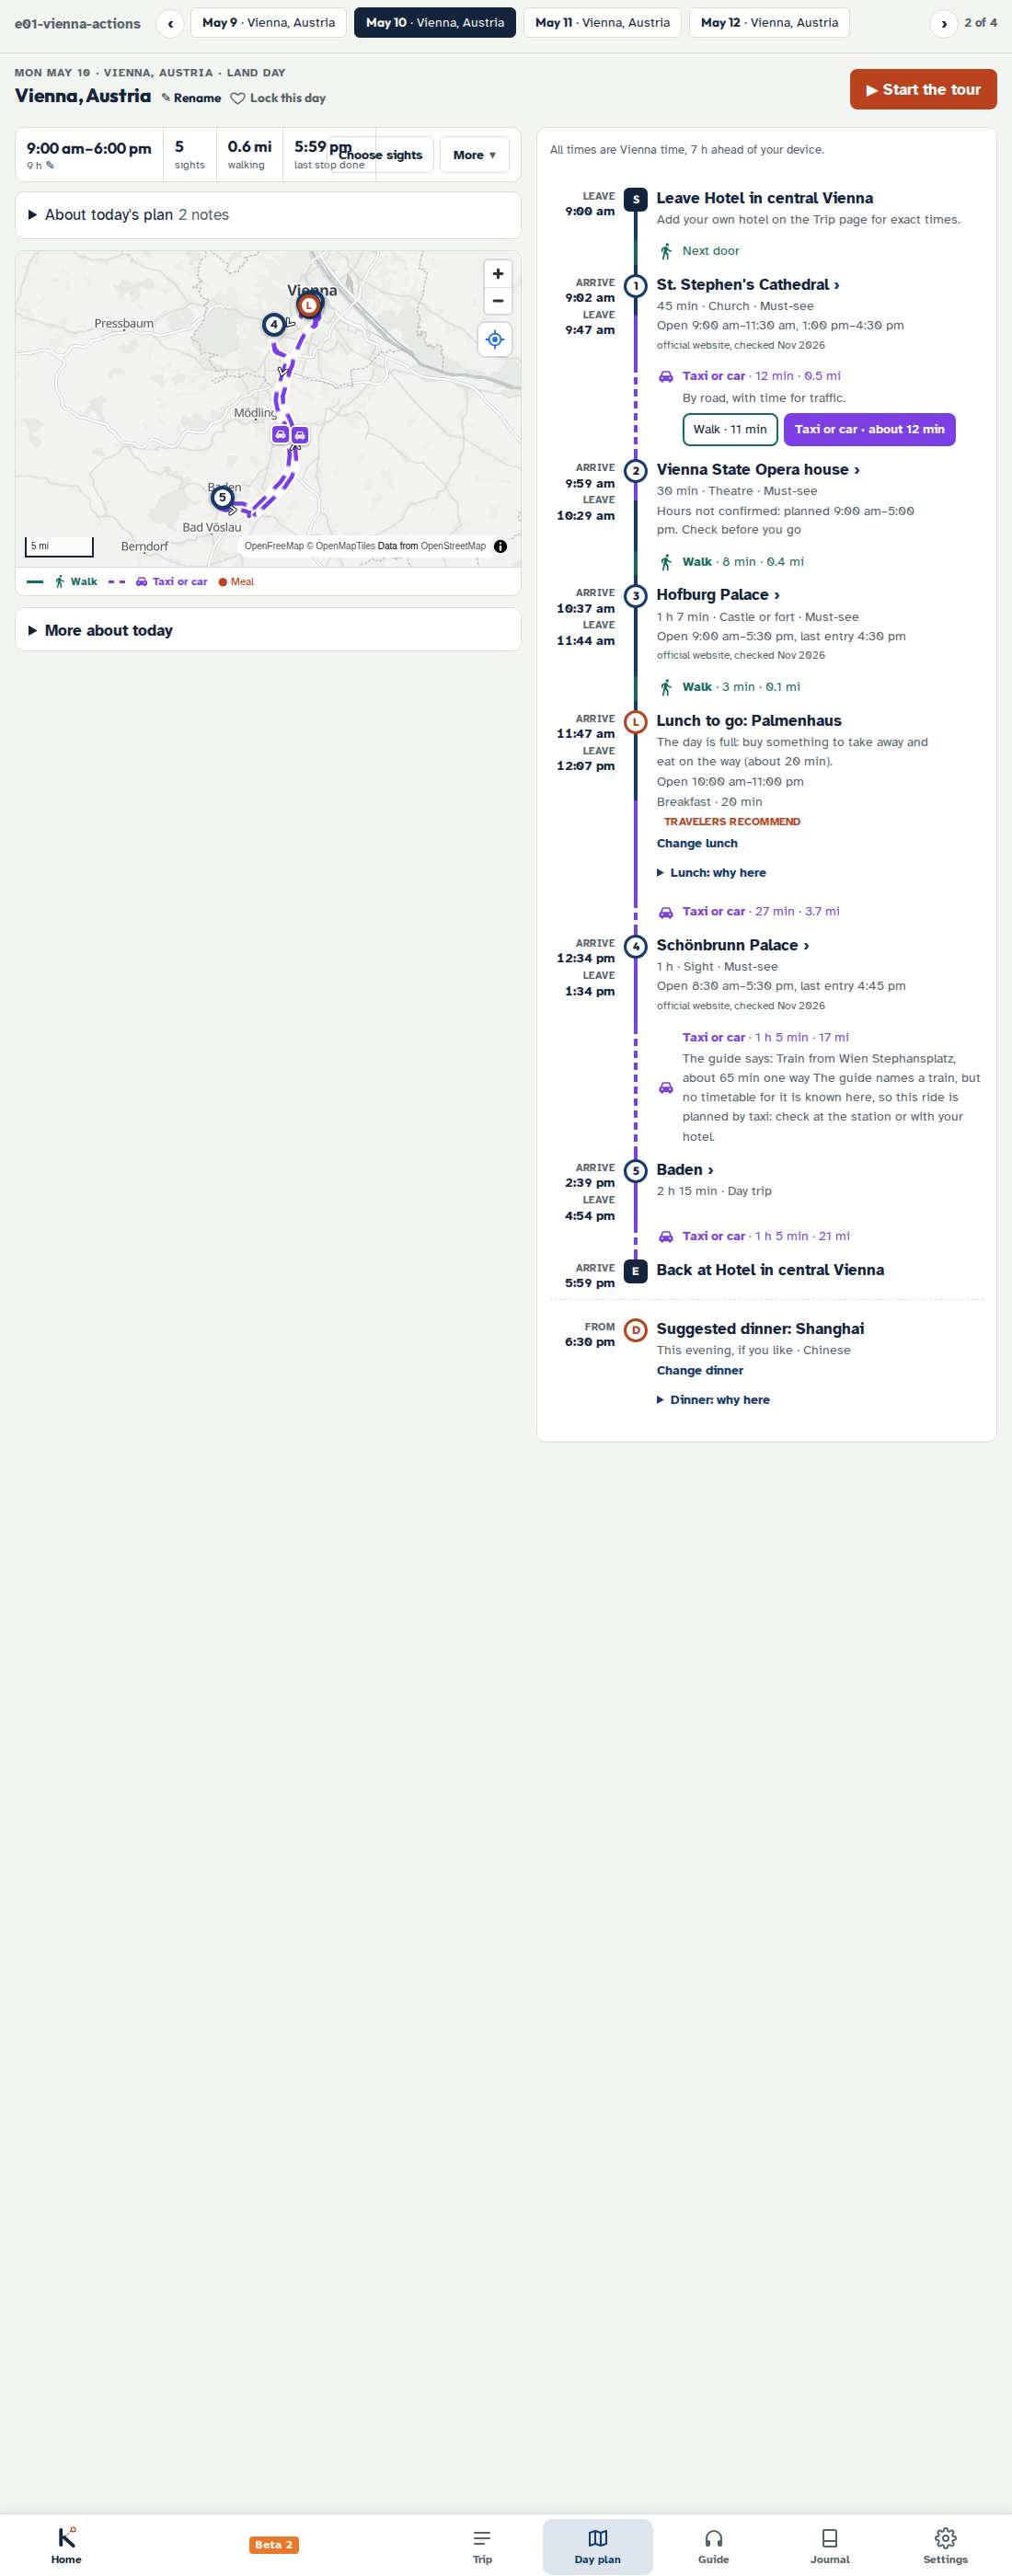 e01-vienna-actions
‹
May 9 · Vienna, Austria
May 10 · Vienna, Austria
May 11 · Vienna, Austria
May 12 · Vienna, Austria
›
2 of 4
MON MAY 10 · VIENNA, AUSTRIA · LAND DAY
Vienna, Austria ✎ Rename Lock this day
▶ Start the tour
9:00 am–6:00 pm
9 h ✎
5
sights
0.6 mi
walking
5:59 pm
last stop done
Choose sights
More ▾
▶ About today's plan 2 notes
Vienna
L
4
Pressbaum
Mödling
Baden
5
Bad Vöslau
Berndorf
+
−
5 mi
OpenFreeMap © OpenMapTiles Data from OpenStreetMap
Walk Taxi or car Meal
▶ More about today
All times are Vienna time, 7 h ahead of your device.
LEAVE
9:00 am
S
Leave Hotel in central Vienna
Add your own hotel on the Trip page for exact times.
Next door
ARRIVE
9:02 am
LEAVE
9:47 am
1
St. Stephen's Cathedral ›
45 min · Church · Must-see
Open 9:00 am–11:30 am, 1:00 pm–4:30 pm
official website, checked Nov 2026
Taxi or car · 12 min · 0.5 mi
By road, with time for traffic.
Walk · 11 min
Taxi or car · about 12 min
ARRIVE
9:59 am
LEAVE
10:29 am
2
Vienna State Opera house ›
30 min · Theatre · Must-see
Hours not confirmed: planned 9:00 am–5:00
pm. Check before you go
Walk · 8 min · 0.4 mi
ARRIVE
10:37 am
LEAVE
11:44 am
3
Hofburg Palace ›
1 h 7 min · Castle or fort · Must-see
Open 9:00 am–5:30 pm, last entry 4:30 pm
official website, checked Nov 2026
Walk · 3 min · 0.1 mi
ARRIVE
11:47 am
LEAVE
12:07 pm
L
Lunch to go: Palmenhaus
The day is full: buy something to take away and
eat on the way (about 20 min).
Open 10:00 am–11:00 pm
Breakfast · 20 min
TRAVELERS RECOMMEND
Change lunch
▶ Lunch: why here
Taxi or car · 27 min · 3.7 mi
ARRIVE
12:34 pm
LEAVE
1:34 pm
4
Schönbrunn Palace ›
1 h · Sight · Must-see
Open 8:30 am–5:30 pm, last entry 4:45 pm
official website, checked Nov 2026
Taxi or car · 1 h 5 min · 17 mi
The guide says: Train from Wien Stephansplatz,
about 65 min one way The guide names a train, but
no timetable for it is known here, so this ride is
planned by taxi: check at the station or with your
hotel.
ARRIVE
2:39 pm
LEAVE
4:54 pm
5
Baden ›
2 h 15 min · Day trip
Taxi or car · 1 h 5 min · 21 mi
ARRIVE
5:59 pm
E
Back at Hotel in central Vienna
FROM
6:30 pm
D
Suggested dinner: Shanghai
This evening, if you like · Chinese
Change dinner
▶ Dinner: why here
Home
Beta 2
Trip
Day plan
Guide
Journal
Settings